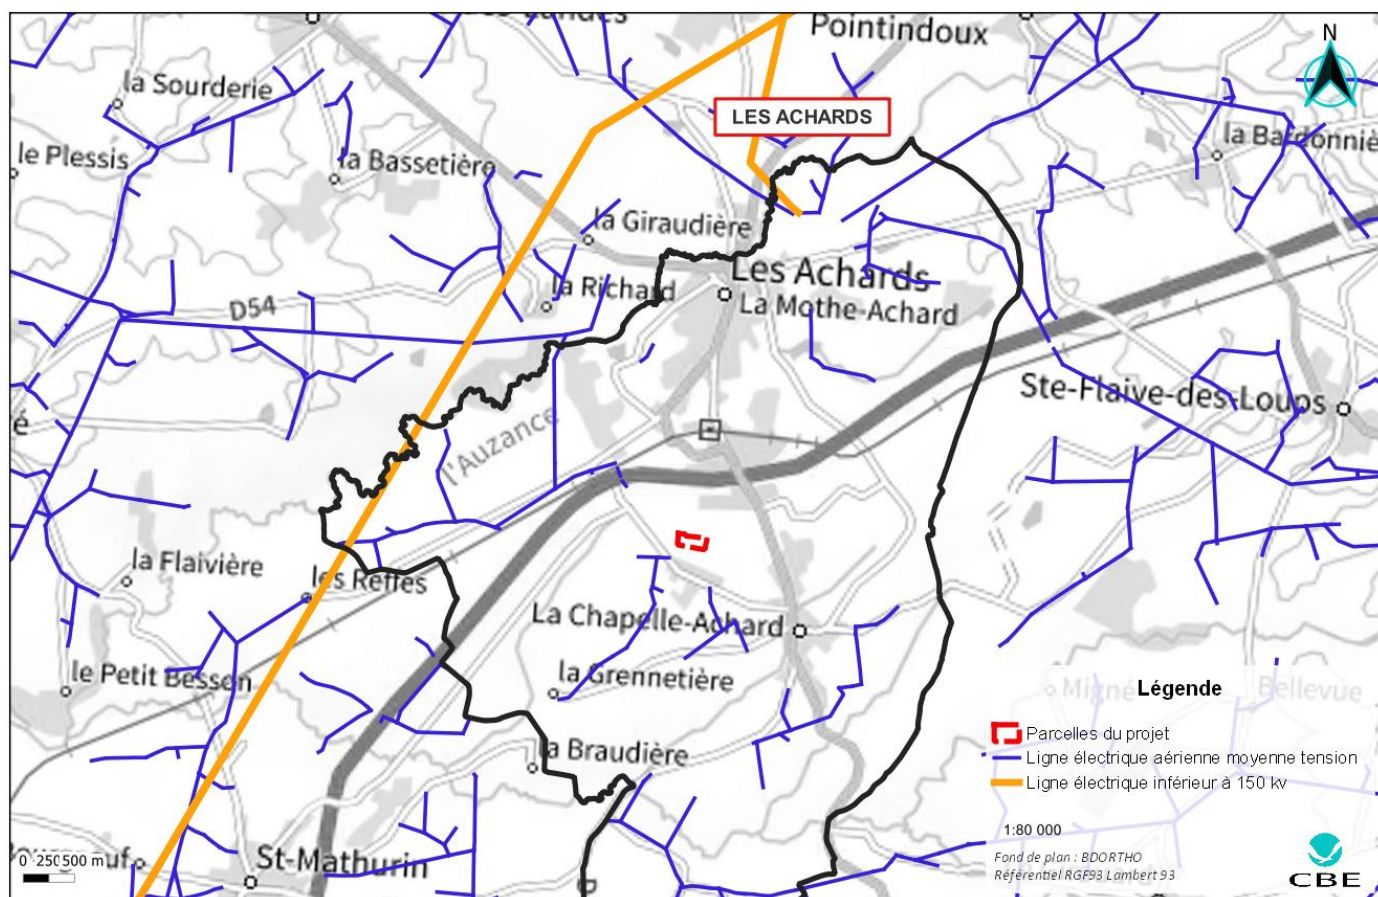 Pointindoux
N
la Sourderie
LES ACHARDS
le Plessis
la Bassetière
la Bardonniè
la Giraudière
Les Achards
la Richard
La Mothe-Achard
D54
Ste-Flaive-des-Loups
é
l'Auzance
la Flaivière
les Reffes
La Chapelle-Achard
le Petit Besson
la Grennetière
Migné
Légende
Bellevue
Parcelles du projet
la Braudière
Ligne électrique aérienne moyenne tension
Ligne électrique inférieur à 150 kv
1:80 000
St-Mathurin
0 250 500 m
Fond de plan : BDORTHO
Référentiel RGF93 Lambert 93
CBE